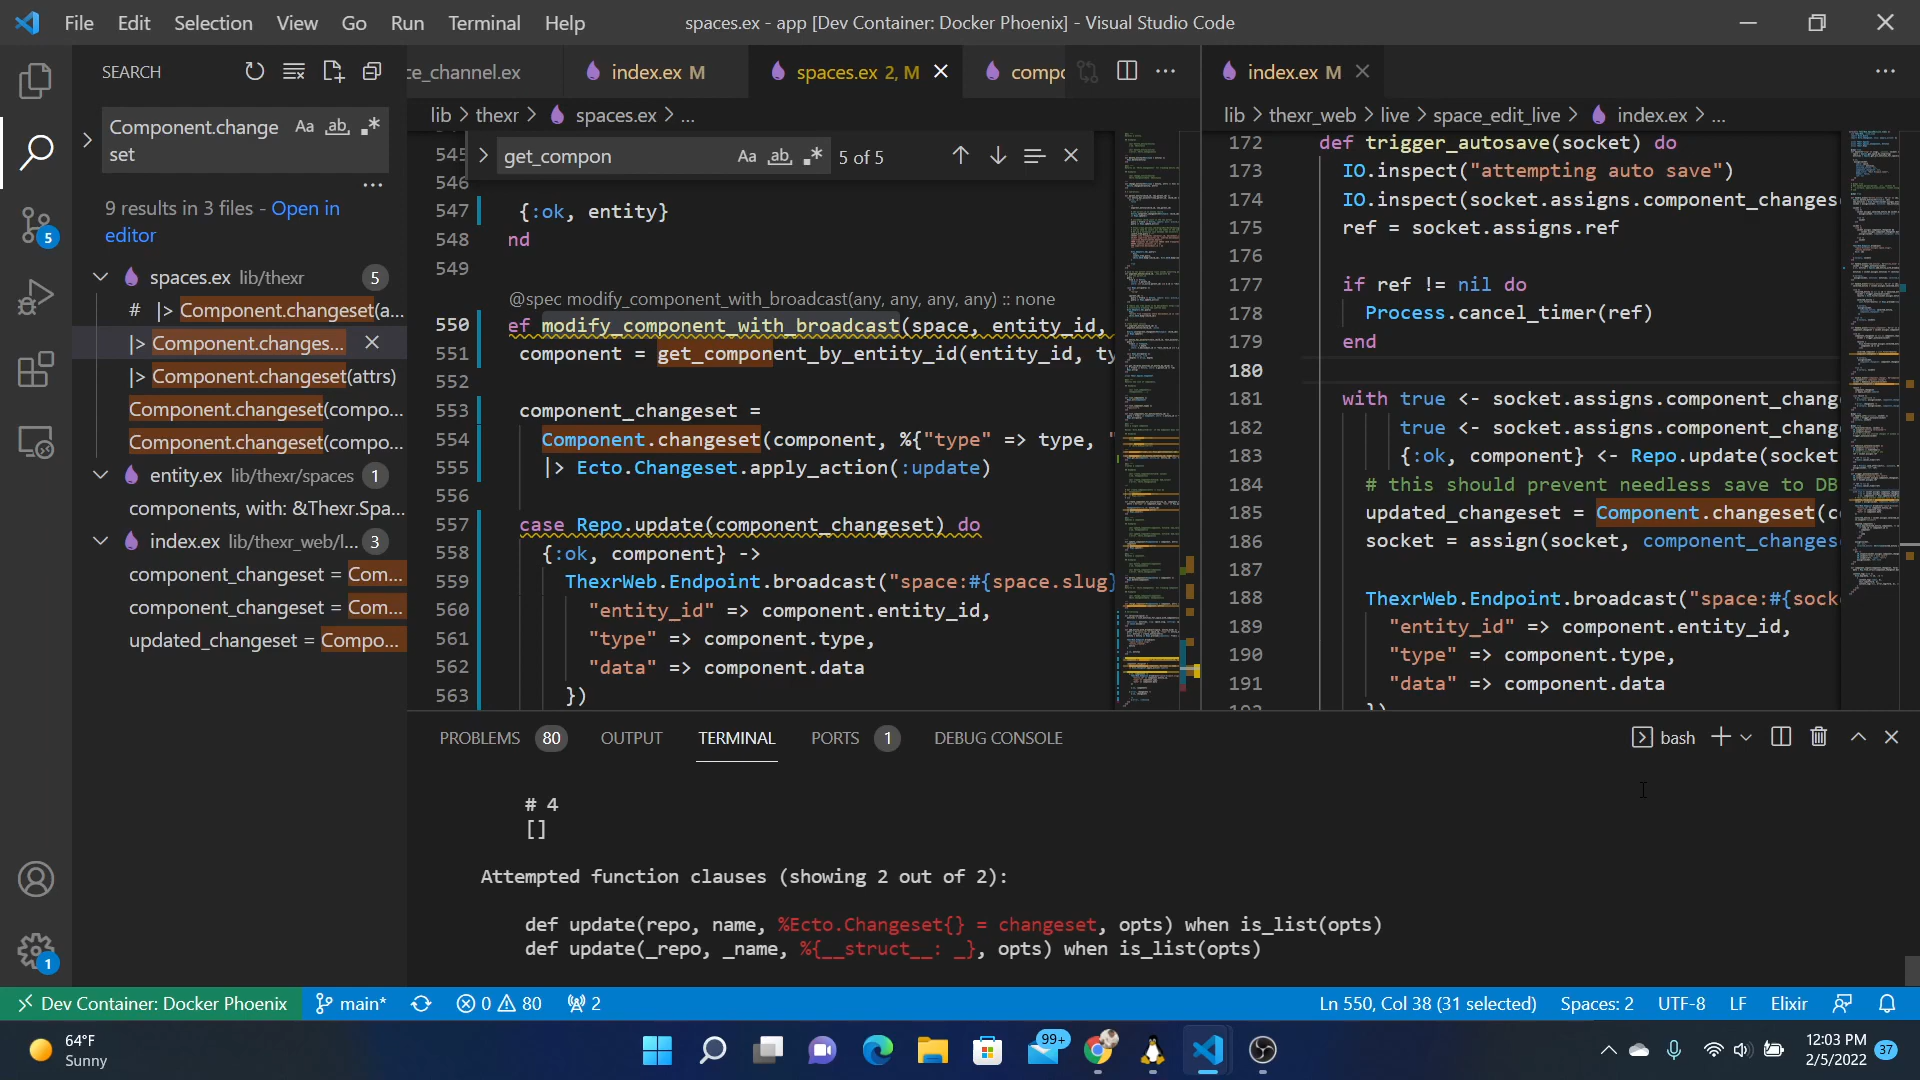 File Edit Selection View Go Run Terminal Help
spaces.ex - app [Dev Container: Docker Phoenix] - Visual Studio Code
SEARCH
Component.change
set
Aa ab .*
9 results in 3 files - Open in
editor
spaces.ex lib/thexr 5
# |> Component.changeset(a...
|> Component.changes...
|> Component.changeset(attrs)
Component.changeset(compo...
Component.changeset(compo...
entity.ex lib/thexr/spaces 1
components, with: &Thexr.Spa...
index.ex lib/thexr_web/l... 3
component_changeset = Com...
component_changeset = Com...
updated_changeset = Compo...
5
1
ce_channel.ex index.ex M spaces.ex 2, M compo
lib > thexr > spaces.ex > ...
get_compon Aa ab .* 5 of 5
545
546
547 {:ok, entity}
548 nd
549
@spec modify_component_with_broadcast(any, any, any, any) :: none
550 ef modify_component_with_broadcast(space, entity_id,
551 component = get_component_by_entity_id(entity_id, ty
552
553 component_changeset =
554 Component.changeset(component, %{"type" => type, "
555 |> Ecto.Changeset.apply_action(:update)
556
557 case Repo.update(component_changeset) do
558 {:ok, component} ->
559 ThexrWeb.Endpoint.broadcast("space:#{space.slug}
560 "entity_id" => component.entity_id,
561 "type" => component.type,
562 "data" => component.data
563 })
index.ex M
lib > thexr_web > live > space_edit_live > index.ex > ...
172 def trigger_autosave(socket) do
173 IO.inspect("attempting auto save")
174 IO.inspect(socket.assigns.component_changes
175 ref = socket.assigns.ref
176
177 if ref != nil do
178 Process.cancel_timer(ref)
179 end
180
181 with true <- socket.assigns.component_chang
182 true <- socket.assigns.component_chang
183 {:ok, component} <- Repo.update(socket
184 # this should prevent needless save to DB
185 updated_changeset = Component.changeset(c
186 socket = assign(socket, component_changes
187
188 ThexrWeb.Endpoint.broadcast("space:#{sock
189 "entity_id" => component.entity_id,
190 "type" => component.type,
191 "data" => component.data
PROBLEMS 80 OUTPUT TERMINAL PORTS 1 DEBUG CONSOLE
bash
# 4
[]
Attempted function clauses (showing 2 out of 2):
def update(repo, name, %Ecto.Changeset{} = changeset, opts) when is_list(opts)
def update(_repo, _name, %{__struct__: _}, opts) when is_list(opts)
Dev Container: Docker Phoenix main* 0 80 2
Ln 550, Col 38 (31 selected) Spaces: 2 UTF-8 LF Elixir
64°F
Sunny
99+
12:03 PM
2/5/2022
37